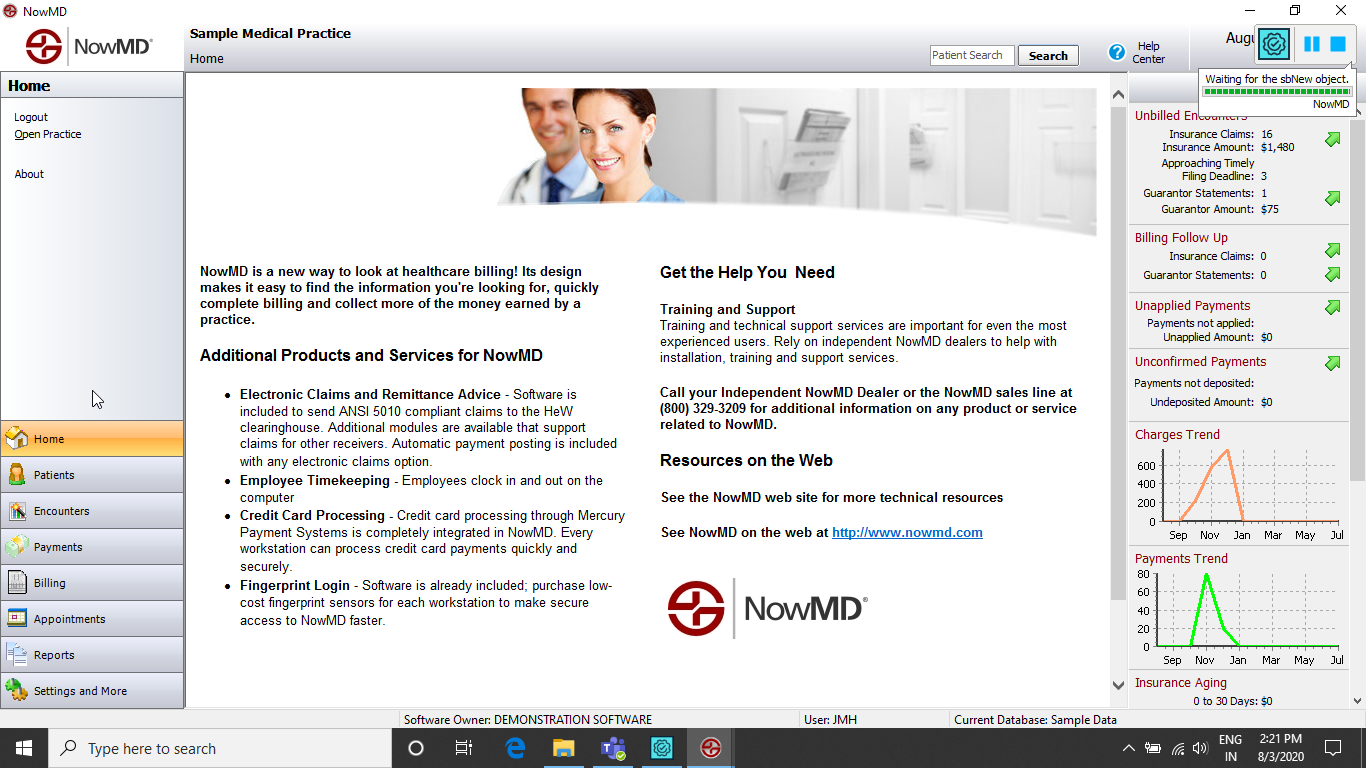 NowMD
NowMD®
Sample Medical Practice
Home
Patient Search
Search
Help
Center
Waiting for the sbNew object.
NowMD
Home
Logout
Open Practice
About
Home
Patients
Encounters
Payments
Billing
Appointments
Reports
Settings and More
NowMD is a new way to look at healthcare billing! Its design
makes it easy to find the information you're looking for, quickly
complete billing and collect more of the money earned by a
practice.
Additional Products and Services for NowMD
• Electronic Claims and Remittance Advice - Software is
included to send ANSI 5010 compliant claims to the HeW
clearinghouse. Additional modules are available that support
claims for other receivers. Automatic payment posting is included
with any electronic claims option.
• Employee Timekeeping - Employees clock in and out on the
computer
• Credit Card Processing - Credit card processing through Mercury
Payment Systems is completely integrated in NowMD. Every
workstation can process credit card payments quickly and
securely.
• Fingerprint Login - Software is already included; purchase low-
cost fingerprint sensors for each workstation to make secure
access to NowMD faster.
Get the Help You Need
Training and Support
Training and technical support services are important for even the most
experienced users. Rely on independent NowMD dealers to help with
installation, training and support services.
Call your Independent NowMD Dealer or the NowMD sales line at
(800) 329-3209 for additional information on any product or service
related to NowMD.
Resources on the Web
See the NowMD web site for more technical resources
See NowMD on the web at http://www.nowmd.com
NowMD®
Unbilled Encounters
Insurance Claims: 16
Insurance Amount: $1,480
Approaching Timely
Filing Deadline: 3
Guarantor Statements: 1
Guarantor Amount: $75
Billing Follow Up
Insurance Claims: 0
Guarantor Statements: 0
Unapplied Payments
Payments not applied:
Unapplied Amount: $0
Unconfirmed Payments
Payments not deposited:
Undeposited Amount: $0
Charges Trend
600
400
200
0
Sep Nov Jan Mar May Jul
Payments Trend
80
60
40
20
0
Sep Nov Jan Mar May Jul
Insurance Aging
0 to 30 Days: $0
Software Owner: DEMONSTRATION SOFTWARE
User: JMH
Current Database: Sample Data
Type here to search
ENG
IN
2:21 PM
8/3/2020